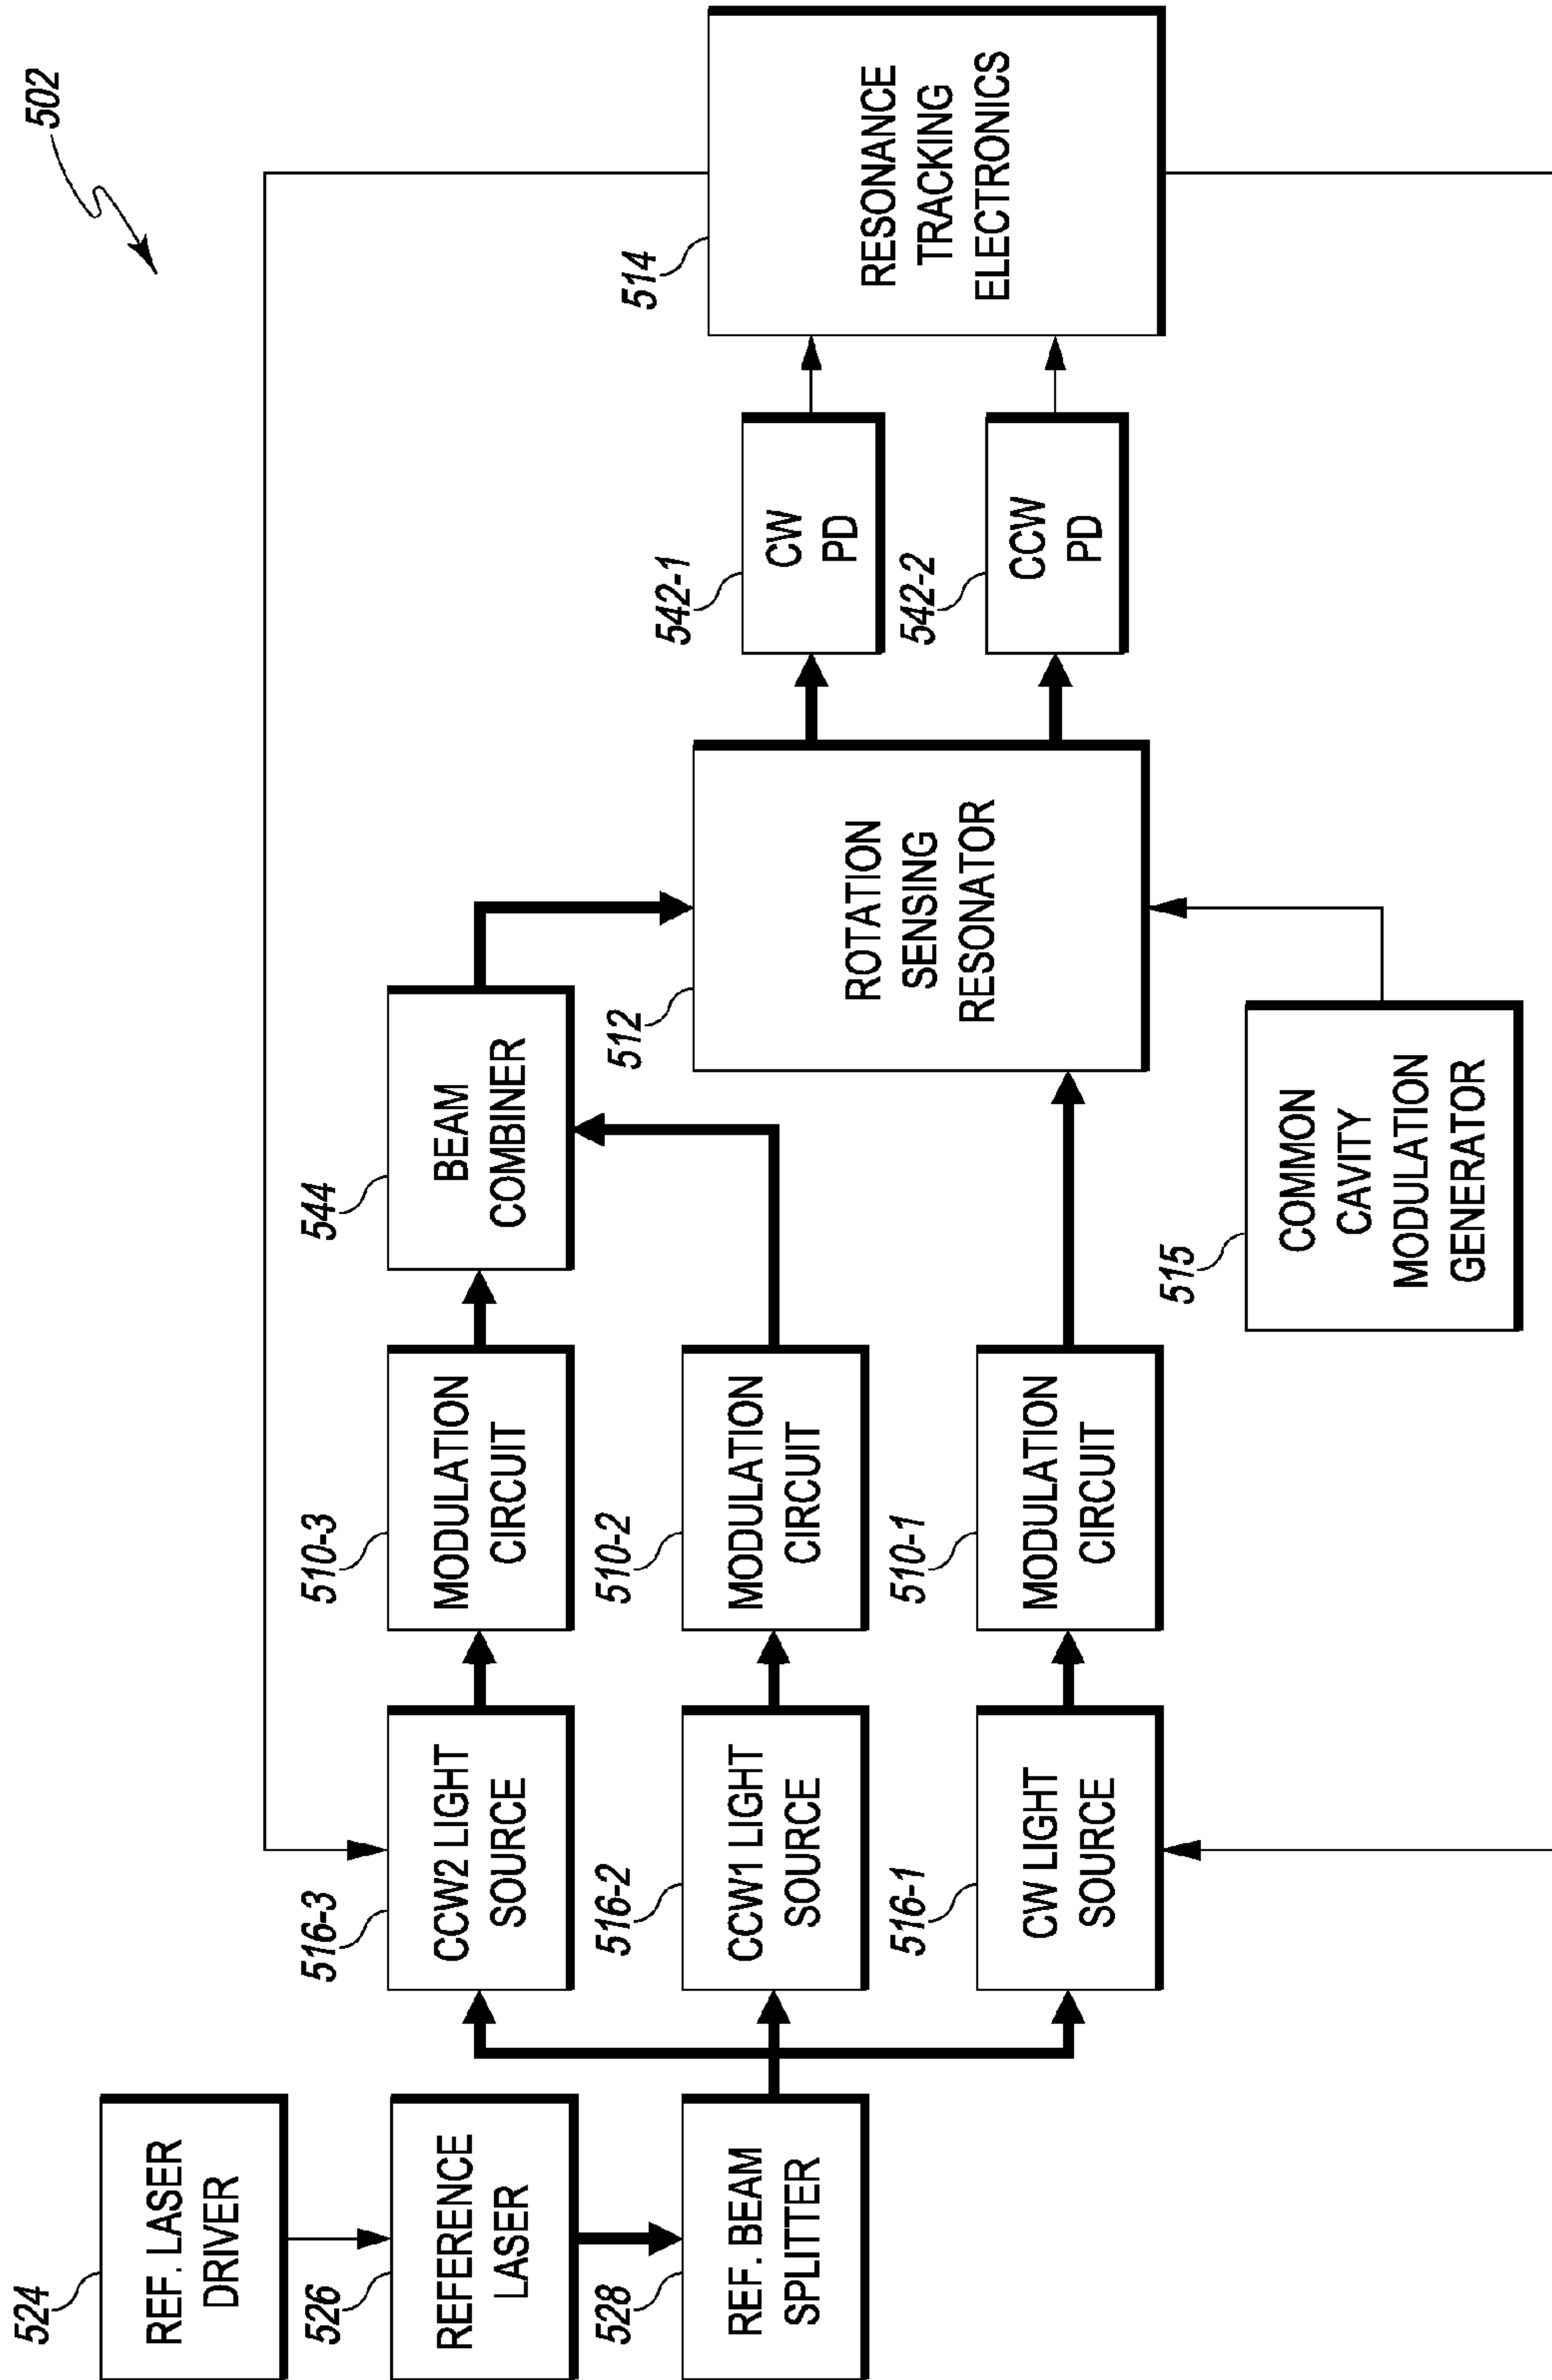 502
524
REF. LASER
DRIVER
526
REFERENCE
LASER
528
REF. BEAM
SPLITTER
516-3
CCW2 LIGHT
SOURCE
516-2
CCW1 LIGHT
SOURCE
516-1
CW LIGHT
SOURCE
510-3
MODULATION
CIRCUIT
510-2
MODULATION
CIRCUIT
510-1
MODULATION
CIRCUIT
544
BEAM
COMBINER
512
ROTATION
SENSING
RESONATOR
515
COMMON
CAVITY
MODULATION
GENERATOR
542-1
CW
PD
542-2
CCW
PD
514
RESONANCE
TRACKING
ELECTRONICS